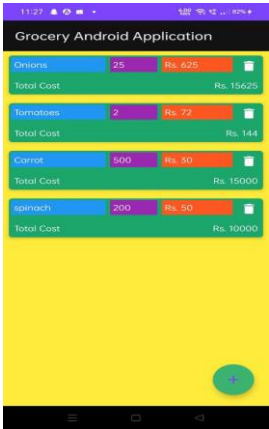 11:27
82%
Grocery Android Application
Onions 25 Rs. 625
Total Cost Rs. 15625
Tomatoes 2 Rs. 72
Total Cost Rs. 144
Carrot 500 Rs. 30
Total Cost Rs. 15000
spinach 200 Rs. 50
Total Cost Rs. 10000
+